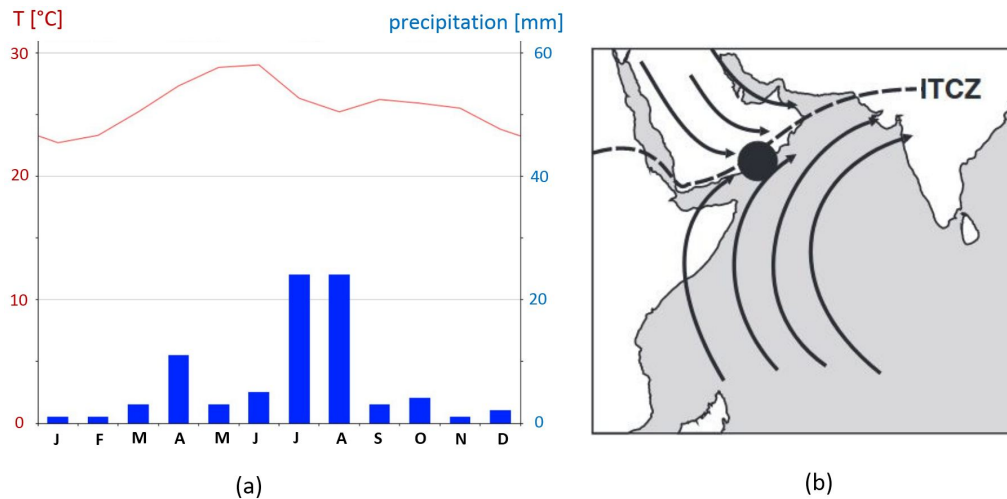 T [°C]
precipitation [mm]
30
60
20
40
10
20
0
0
J F M A M J J A S O N D
(a)
ITCZ
(b)